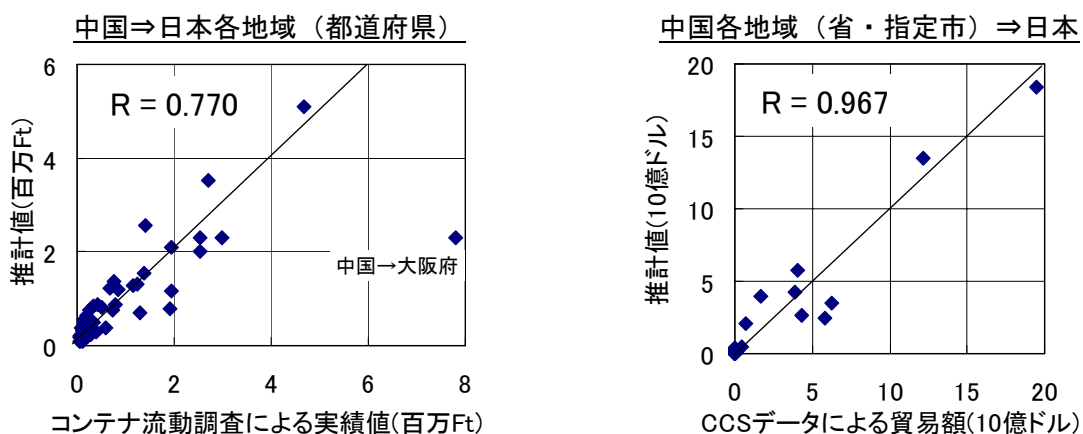 中国⇒日本各地域（都道府県）
6
4
2
0
0
2
4
6
8
R = 0.770
中国→大阪府
推計値(百万Ft)
コンテナ流動調査による実績値(百万Ft)
中国各地域（省・指定市）⇒日本
20
15
10
5
0
0
5
10
15
20
R = 0.967
推計値(10億ドル)
CCSデータによる貿易額(10億ドル)